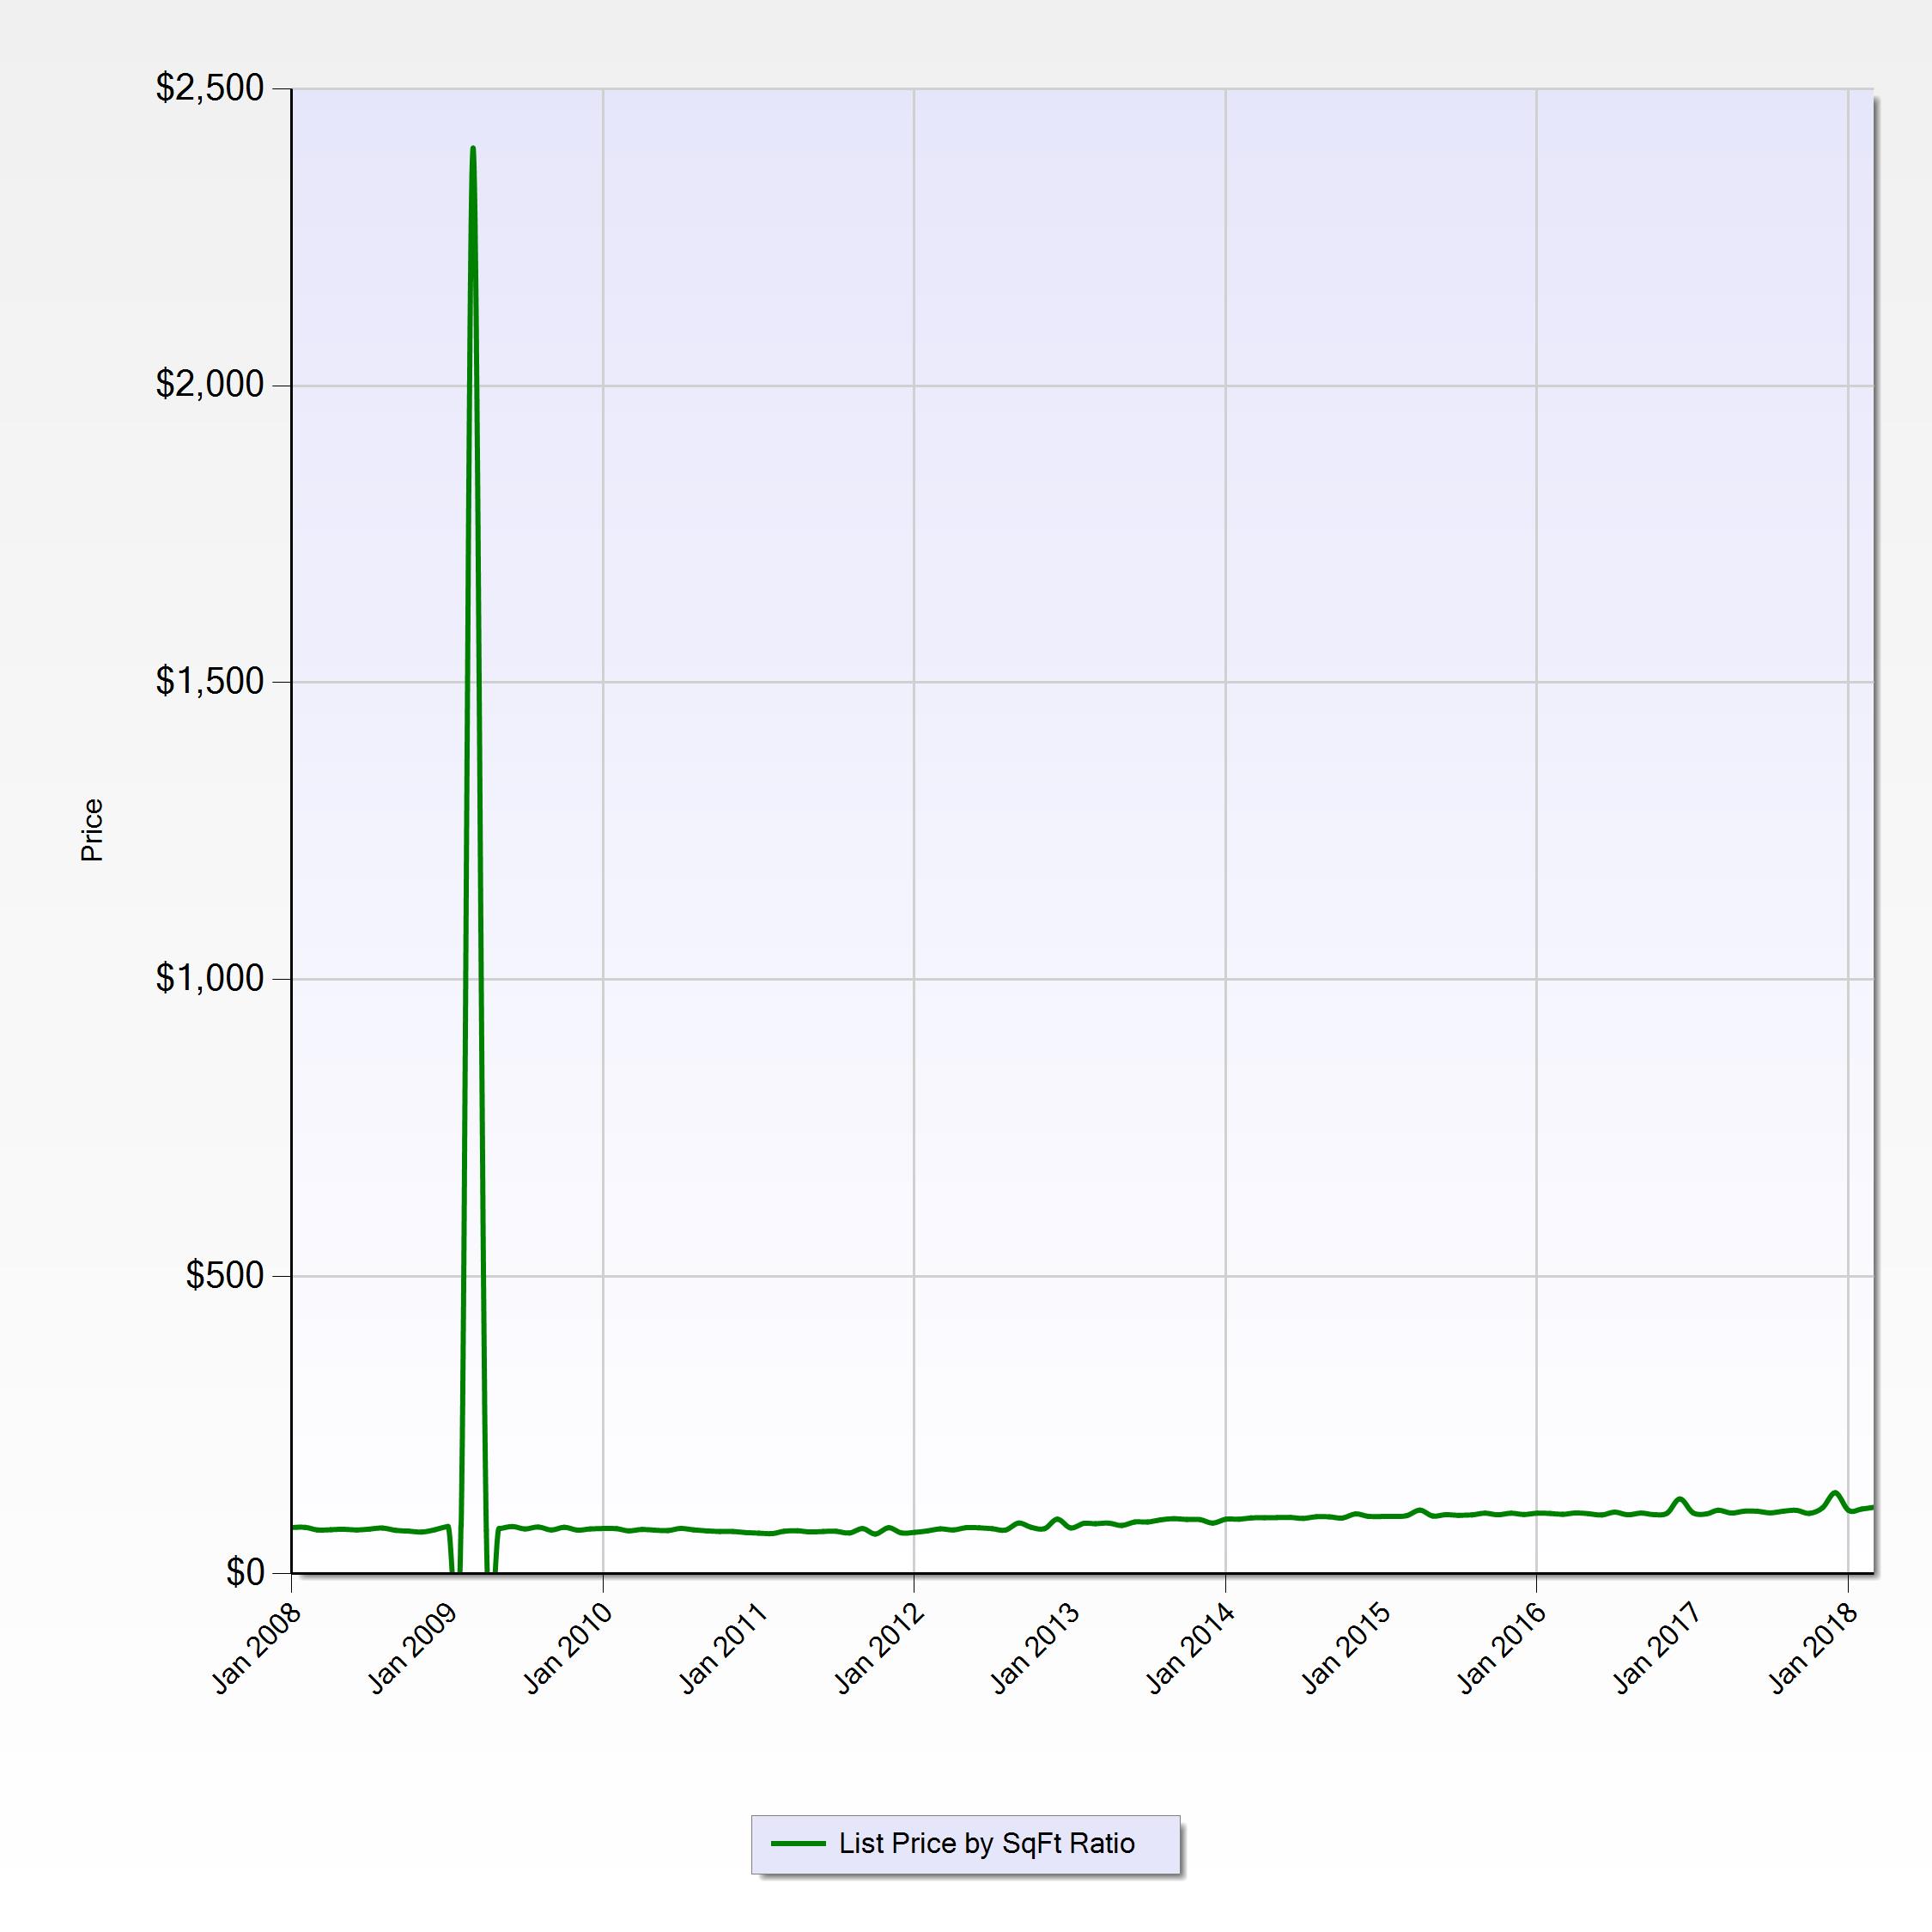 $2,500
$2,000
$1,500
$1,000
$500
$0
Price
Jan 2008
Jan 2009
Jan 2010
Jan 2011
Jan 2012
Jan 2013
Jan 2014
Jan 2015
Jan 2016
Jan 2017
Jan 2018
List Price by SqFt Ratio